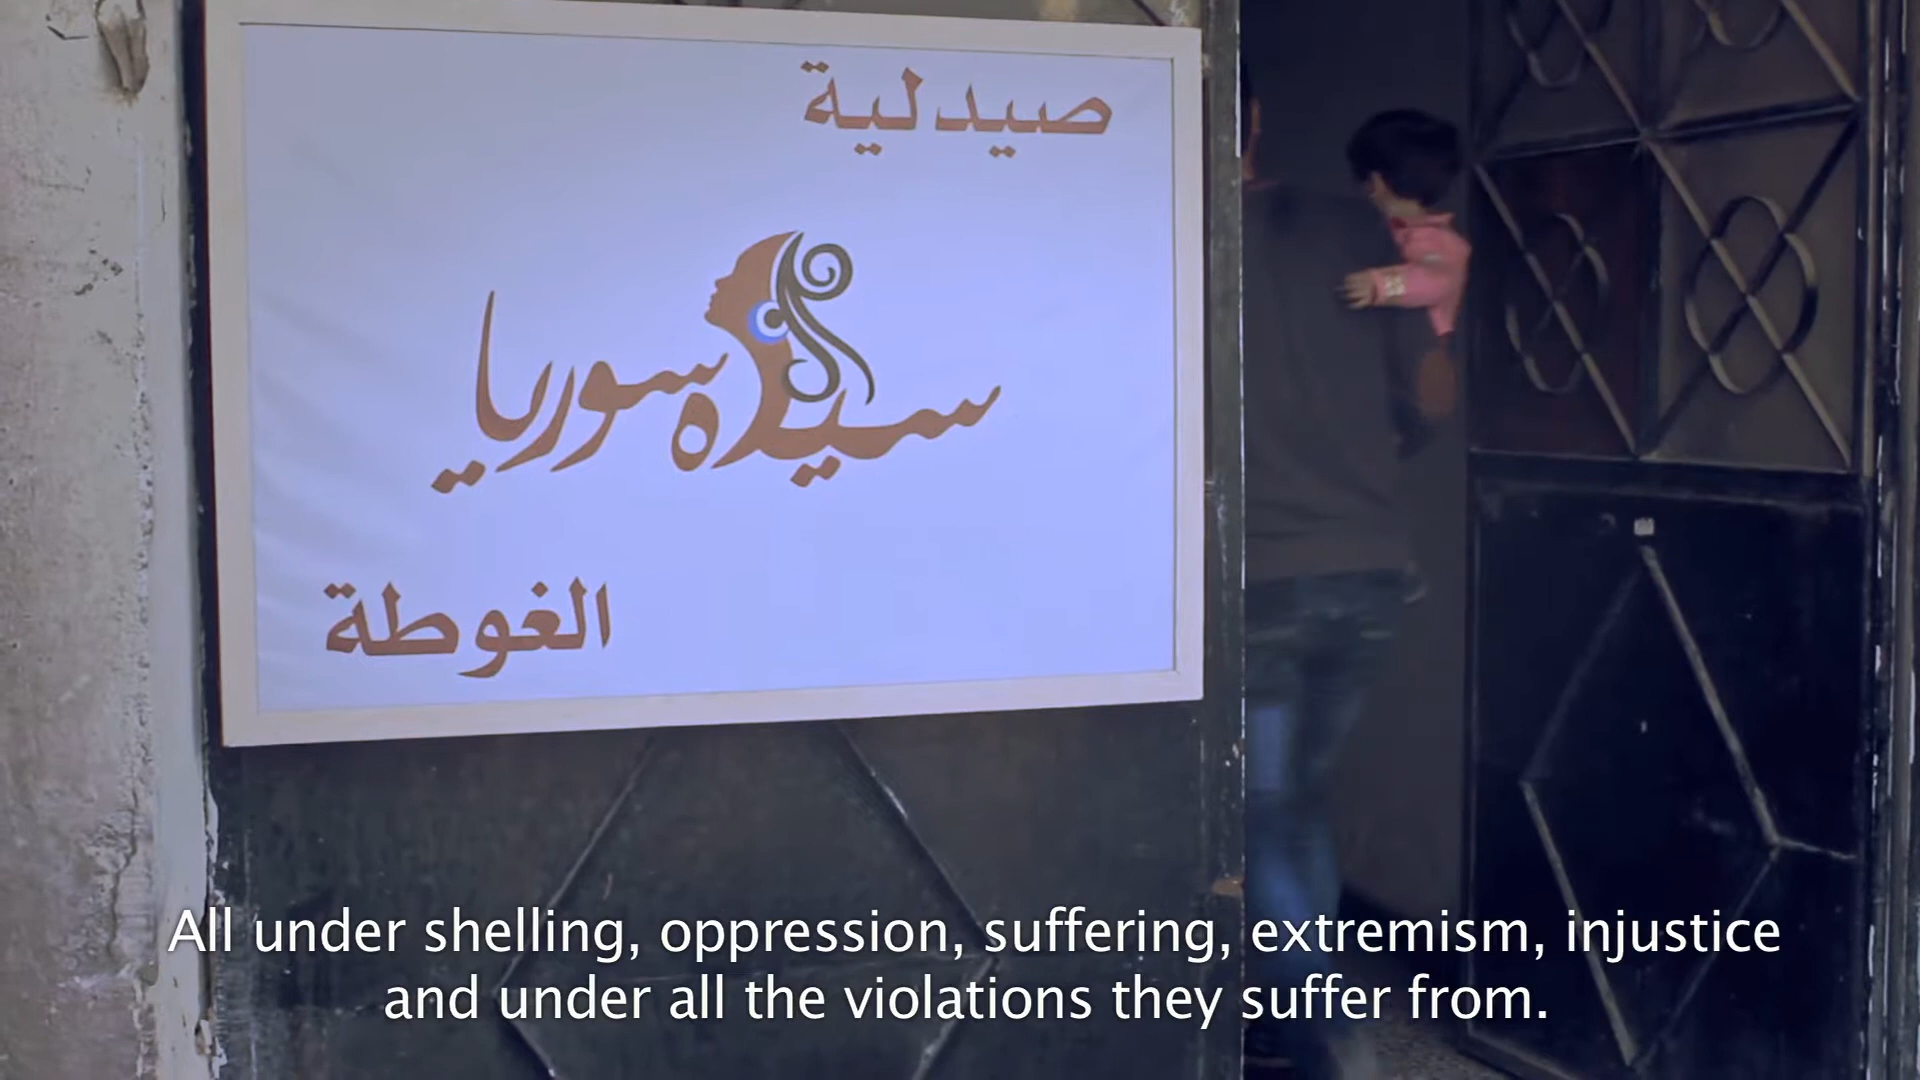 صيدلية
سيدة سوريا
الغوطة
All under shelling, oppression, suffering, extremism, injustice
and under all the violations they suffer from.